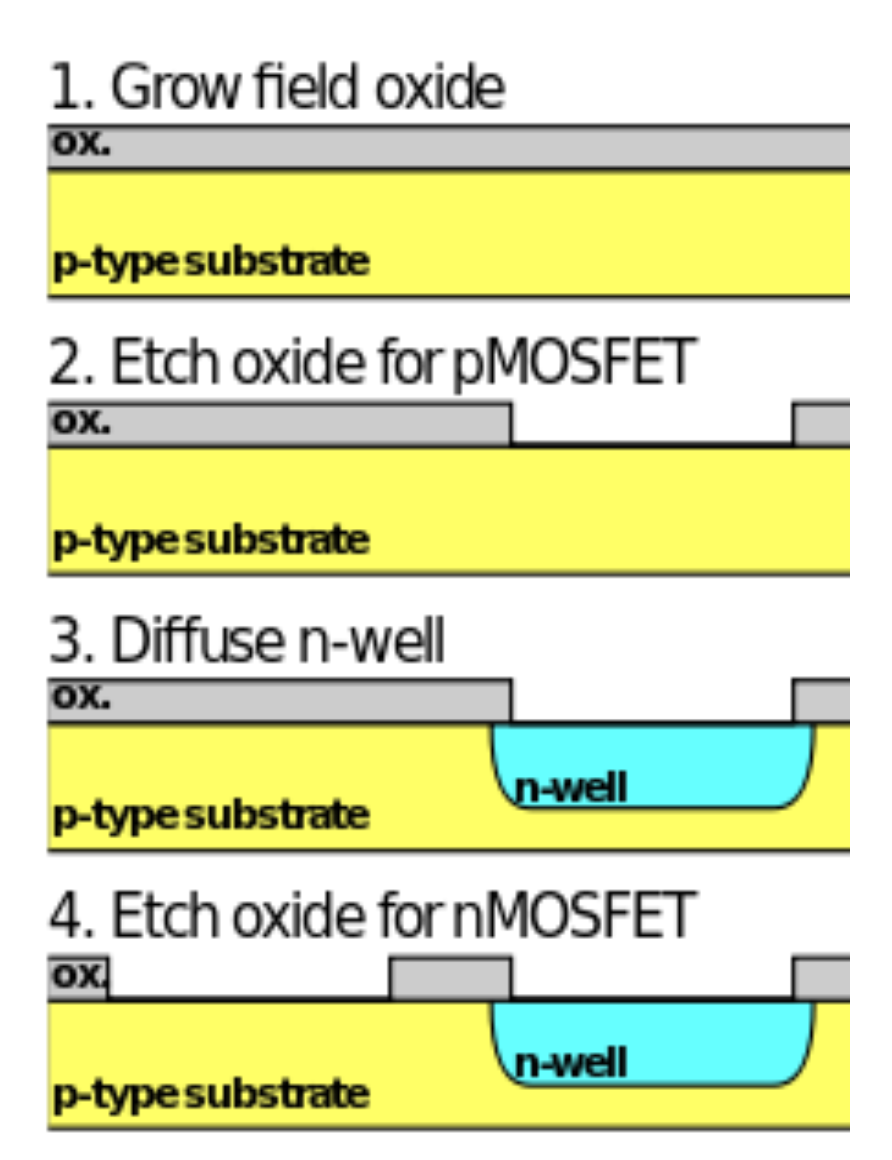 1. Grow field oxide
ox.
p-type substrate
2. Etch oxide for pMOSFET
ox.
p-type substrate
3. Diffuse n-well
ox.
n-well
p-type substrate
4. Etch oxide for nMOSFET
ox.
n-well
p-type substrate